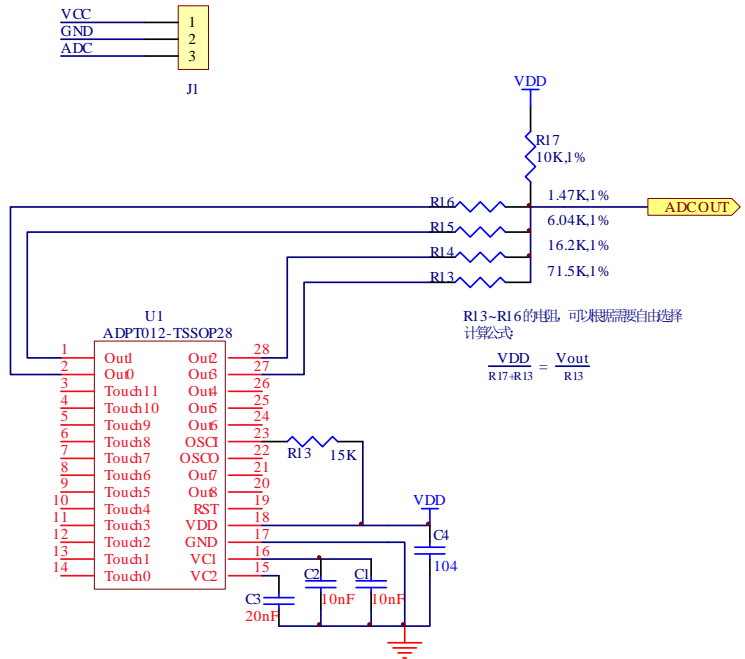 VCC
GND
ADC
1
2
3
J1
VDD
R17
10K,1%
R16
1.47K,1%
ADCOUT
R15
6.04K,1%
R14
16.2K,1%
R13
71.5K,1%
R13~R16的电阻, 可以根据需要自由选择
计算公式:
VDD
R17+R13
=
Vout
R13
U1
ADPT012-TSSOP28
1 Out1 Out2 28
2 Out0 Out3 27
3 Touch11 Out4 26
4 Touch10 Out5 25
5 Touch9 Out6 24
6 Touch8 OSCI 23
7 Touch7 OSCO 22
8 Touch6 Out7 21
9 Touch5 Out8 20
10 Touch4 RST 19
11 Touch3 VDD 18
12 Touch2 GND 17
13 Touch1 VC1 16
14 Touch0 VC2 15
R13 15K
VDD
C4
104
C3
20nF
C2
10nF
C1
10nF